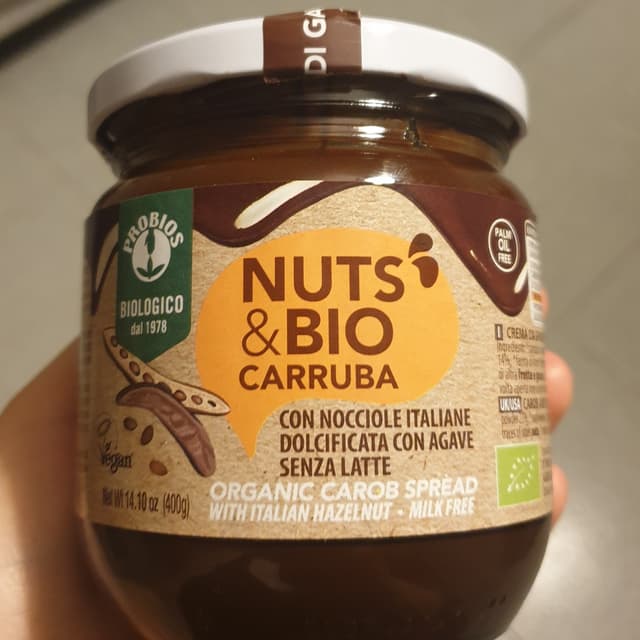 DI GA
PROBIOS
BIOLOGICO
dal 1978
PALM
OIL
FREE
NUTS
&BIO
CARRUBA
CON NOCCIOLE ITALIANE
DOLCIFICATA CON AGAVE
SENZA LATTE
Vegan
Net Wt 14.10 oz (400g)
ORGANIC CAROB SPREAD
WITH ITALIAN HAZELNUT • MILK FREE
I CREMA
14%
UK/USA CAROB